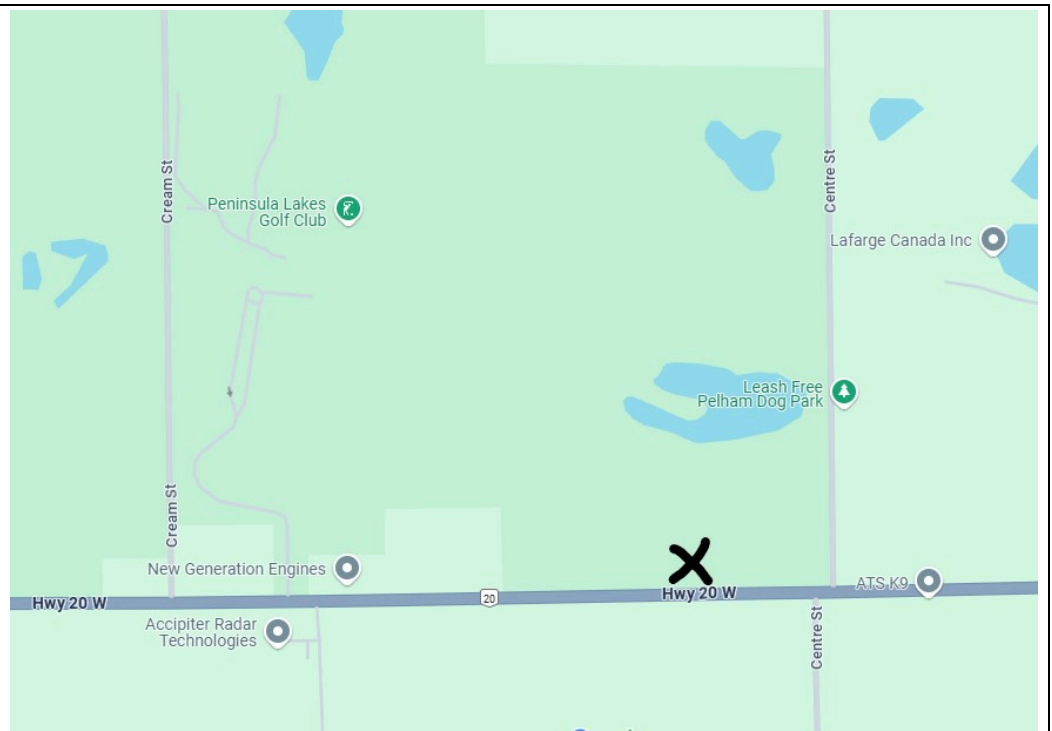 Cream St
Peninsula Lakes
Golf Club
Centre St
Lafarge Canada Inc
Leash Free
Pelham Dog Park
Cream St
New Generation Engines
ATS K9
Hwy 20 W
20
Hwy 20 W
Accipiter Radar
Technologies
Centre St